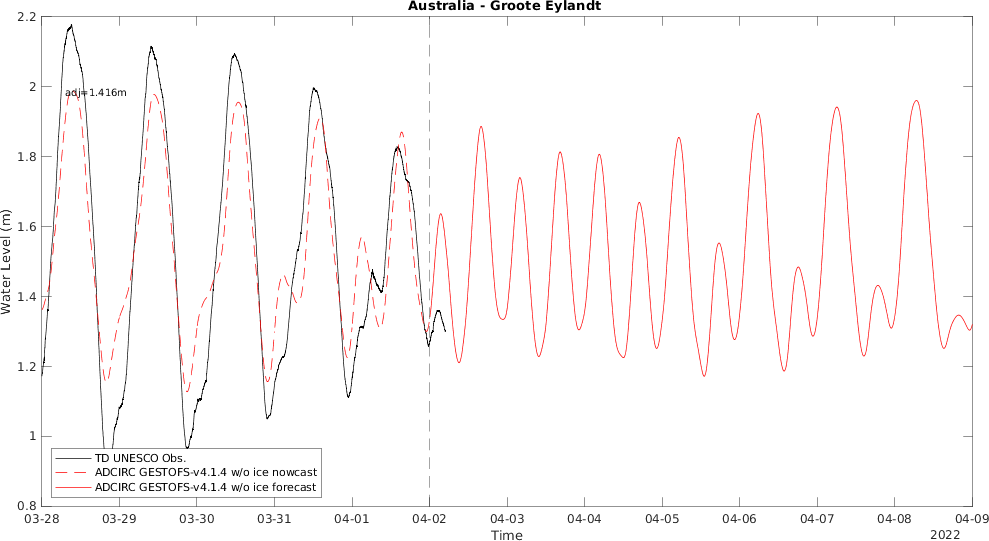 Australia - Groote Eylandt
2.2
2
1.8
1.6
1.4
1.2
1
0.8
Water Level (m)
adj=1.416m
TD UNESCO Obs.
ADCIRC GESTOFS-v4.1.4 w/o ice nowcast
ADCIRC GESTOFS-v4.1.4 w/o ice forecast
03-28 03-29 03-30 03-31 04-01 04-02 04-03 04-04 04-05 04-06 04-07 04-08 04-09
Time
2022